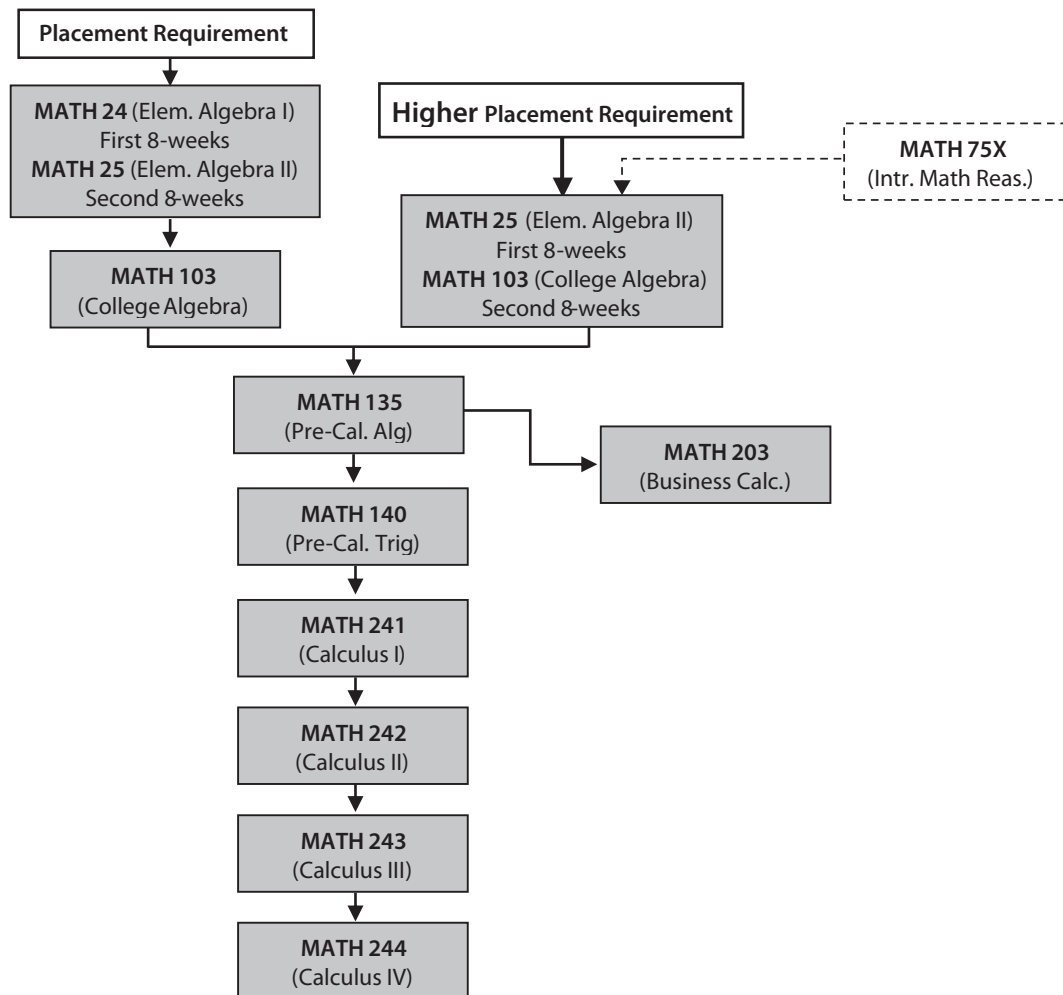 Placement Requirement
MATH 24 (Elem. Algebra I)
First 8-weeks
MATH 25 (Elem. Algebra II)
Second 8-weeks
MATH 103
(College Algebra)
Higher Placement Requirement
MATH 75X
(Intr. Math Reas.)
MATH 25 (Elem. Algebra II)
First 8-weeks
MATH 103 (College Algebra)
Second 8-weeks
MATH 135
(Pre-Cal. Alg)
MATH 203
(Business Calc.)
MATH 140
(Pre-Cal. Trig)
MATH 241
(Calculus I)
MATH 242
(Calculus II)
MATH 243
(Calculus III)
MATH 244
(Calculus IV)